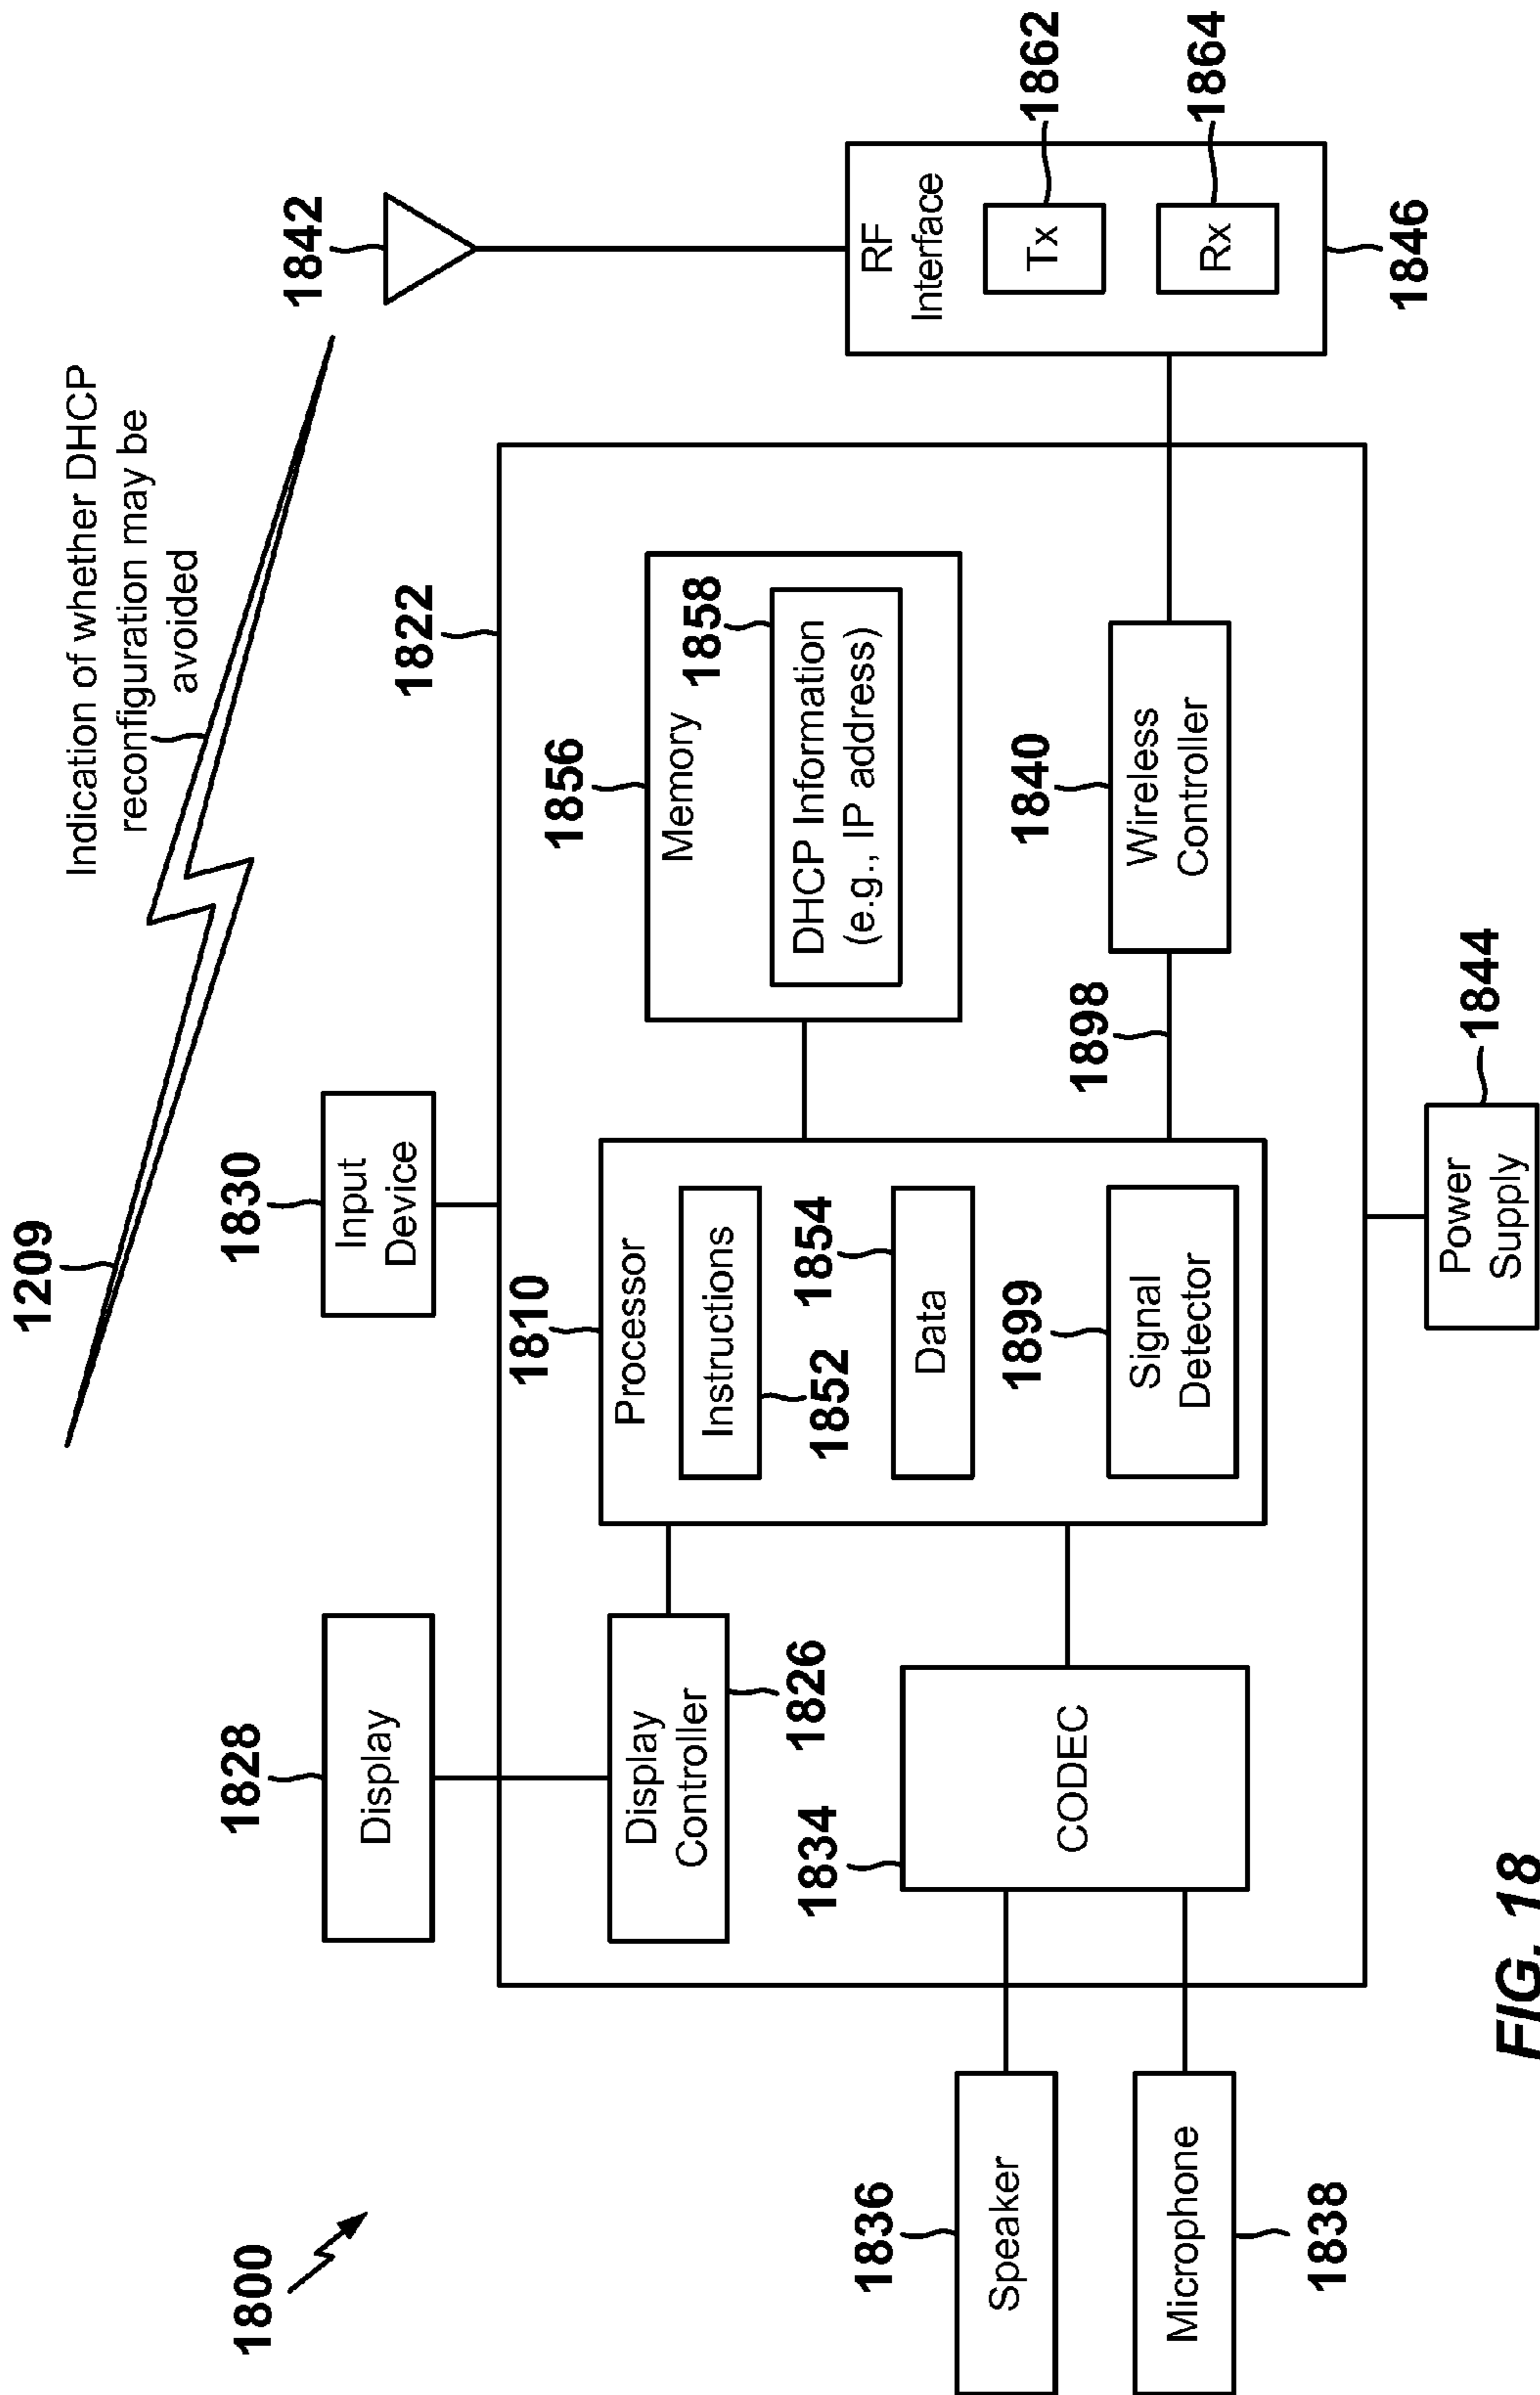 1800
1209
Indication of whether DHCP
reconfiguration may be
avoided
1842
1828
Display
1830
Input
Device
1822
1810
Processor
Instructions
1852
1854
Data
1899
Signal
Detector
1856
Memory
1858
DHCP Information
(e.g., IP address)
Display
Controller
1826
1834
CODEC
1836
Speaker
Microphone
1838
1898
1840
Wireless
Controller
RF
Interface
Tx
1862
Rx
1864
1846
Power
Supply
1844
FIG. 18